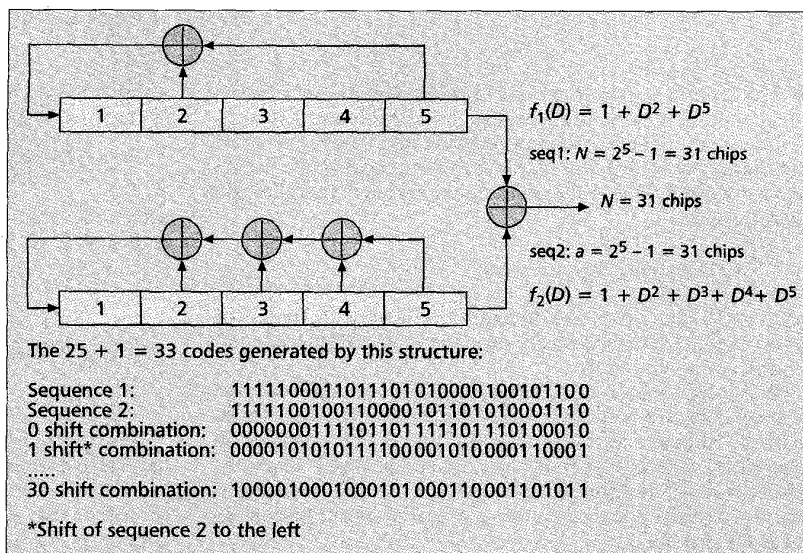 1 2 3 4 5
f₁(D) = 1 + D² + D⁵
seq1: N = 2⁵ – 1 = 31 chips
N = 31 chips
seq2: a = 2⁵ – 1 = 31 chips
1 2 3 4 5
f₂(D) = 1 + D² + D³ + D⁴ + D⁵
The 25 + 1 = 33 codes generated by this structure:
Sequence 1: 1111100011011101010000100101100
Sequence 2: 1111100100110000101101010001110
0 shift combination: 0000000111101101111101110100010
1 shift* combination: 0000101010111100001010000110001
.....
30 shift combination: 1000010001000101000110001101011
*Shift of sequence 2 to the left